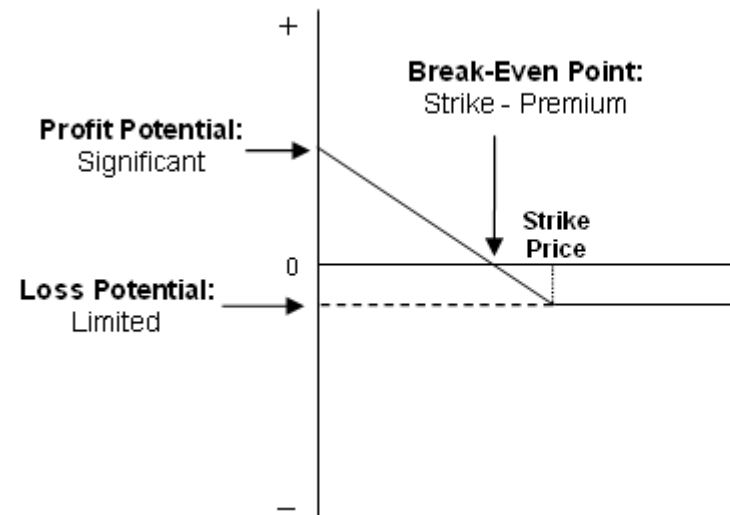 +
Break-Even Point:
Strike - Premium
Profit Potential:
Significant
Strike
Price
0
Loss Potential:
Limited
–